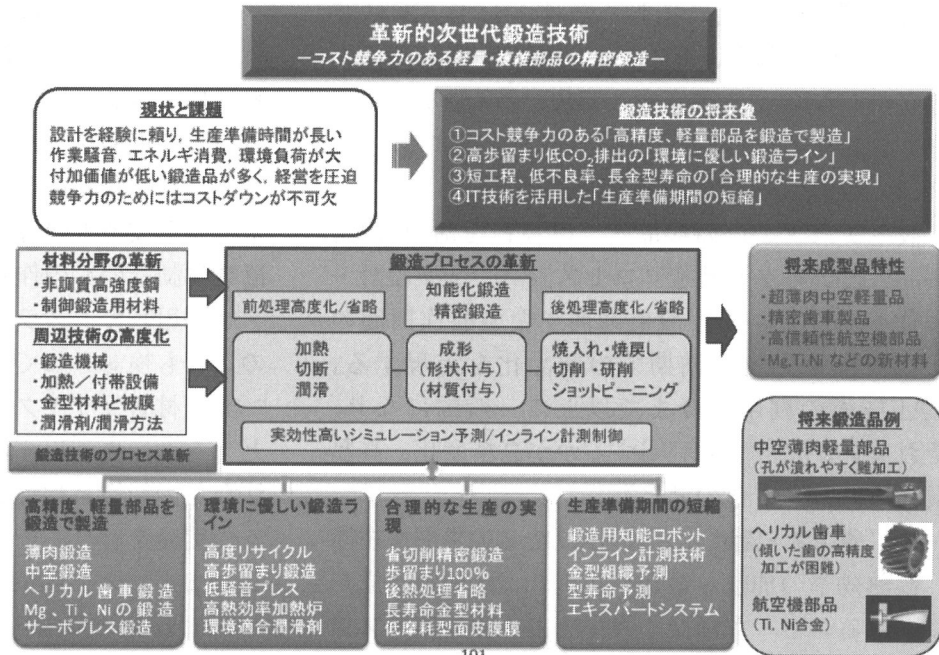 革新的次世代鍛造技術
－コスト競争力のある軽量・複雑部品の精密鍛造－
現状と課題
設計を経験に頼り,生産準備時間が長い
作業騒音,エネルギ消費,環境負荷が大
付加価値が低い鍛造品が多く,経営を圧迫
競争力のためにはコストダウンが不可欠
鍛造技術の将来像
①コスト競争力のある「高精度、軽量部品を鍛造で製造」
②高歩留まり低CO₂排出の「環境に優しい鍛造ライン」
③短工程、低不良率、長金型寿命の「合理的な生産の実現」
④IT技術を活用した「生産準備期間の短縮」
材料分野の革新
・非調質高強度鋼
・制御鍛造用材料
周辺技術の高度化
・鍛造機械
・加熱／付帯設備
・金型材料と被膜
・潤滑剤/潤滑方法
鍛造プロセスの革新
前処理高度化/省略
知能化鍛造
精密鍛造
後処理高度化/省略
加熱
切断
潤滑
成形
(形状付与)
(材質付与)
焼入れ・焼戻し
切削・研削
ショットピーニング
実効性高いシミュレーション予測/インライン計測制御
将来成型品特性
・超薄肉中空軽量品
・精密歯車製品
・高信頼性航空機部品
・Mg,Ti,Ni などの新材料
鍛造技術のプロセス革新
高精度、軽量部品を
鍛造で製造
薄肉鍛造
中空鍛造
ヘリカル歯車鍛造
Mg、Ti、Niの鍛造
サーボプレス鍛造
環境に優しい鍛造ラ
イン
高度リサイクル
高歩留まり鍛造
低騒音プレス
高熱効率加熱炉
環境適合潤滑剤
合理的な生産の実
現
省切削精密鍛造
歩留まり100%
後熱処理省略
長寿命金型材料
低摩耗型面皮膜膜
生産準備期間の短縮
鍛造用知能ロボット
インライン計測技術
金型組織予測
型寿命予測
エキスパートシステム
将来鍛造品例
中空薄肉軽量部品
(孔が潰れやすく難加工)
ヘリカル歯車
(傾いた歯の高精度
加工が困難)
航空機部品
(Ti, Ni合金)
101